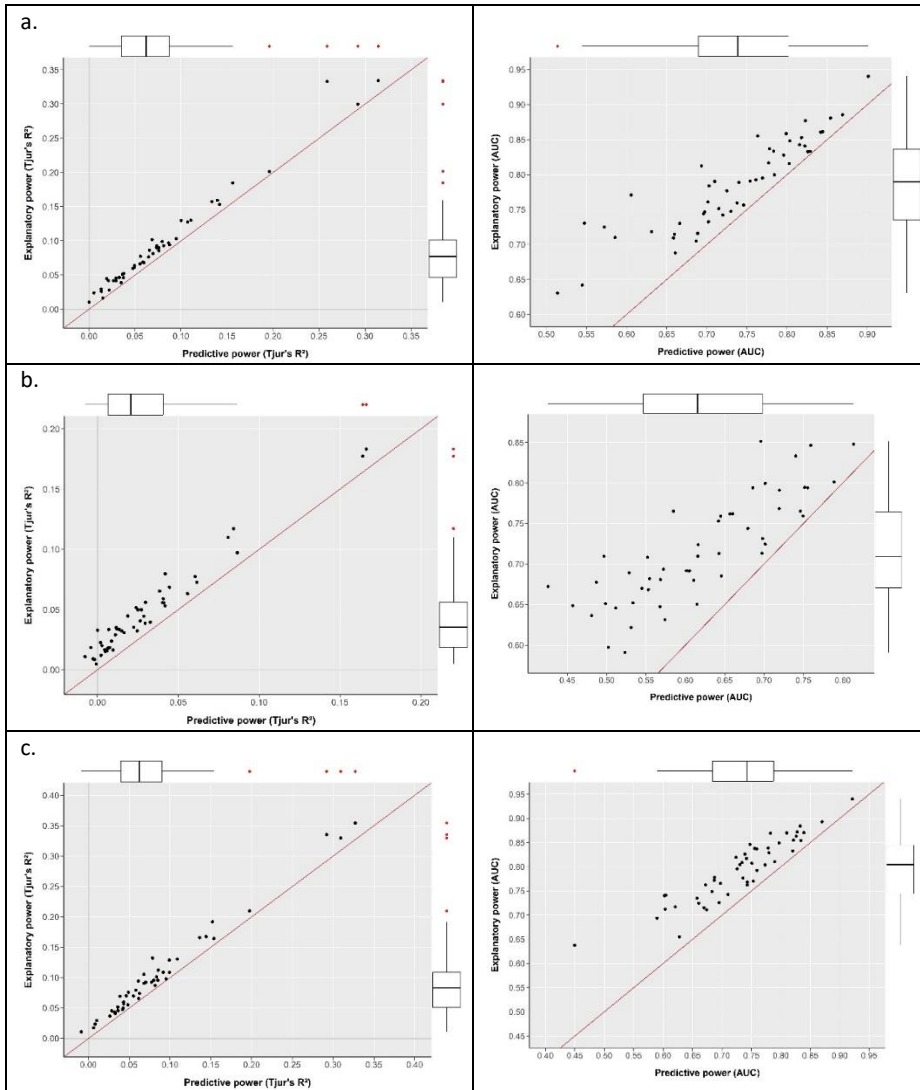 a.
0.35
0.30
0.25
0.20
0.15
0.10
0.05
0.00
Explanatory power (Tjur's R²)
0.00 0.05 0.10 0.15 0.20 0.25 0.30 0.35
Predictive power (Tjur's R²)
0.95
0.90
0.85
0.80
0.75
0.70
0.65
0.60
Explanatory power (AUC)
0.50 0.55 0.60 0.65 0.70 0.75 0.80 0.85 0.90
Predictive power (AUC)
b.
0.20
0.15
0.10
0.05
0.00
Explanatory power (Tjur's R²)
0.00 0.05 0.10 0.15 0.20
Predictive power (Tjur's R²)
0.85
0.80
0.75
0.70
0.65
0.60
Explanatory power (AUC)
0.45 0.50 0.55 0.60 0.65 0.70 0.75 0.80
Predictive power (AUC)
c.
0.40
0.35
0.30
0.25
0.20
0.15
0.10
0.05
0.00
Explanatory power (Tjur's R²)
0.00 0.05 0.10 0.15 0.20 0.25 0.30 0.35 0.40
Predictive power (Tjur's R²)
0.95
0.90
0.85
0.80
0.75
0.70
0.65
0.60
0.55
0.50
0.45
Explanatory power (AUC)
0.40 0.45 0.50 0.55 0.60 0.65 0.70 0.75 0.80 0.85 0.90 0.95
Predictive power (AUC)